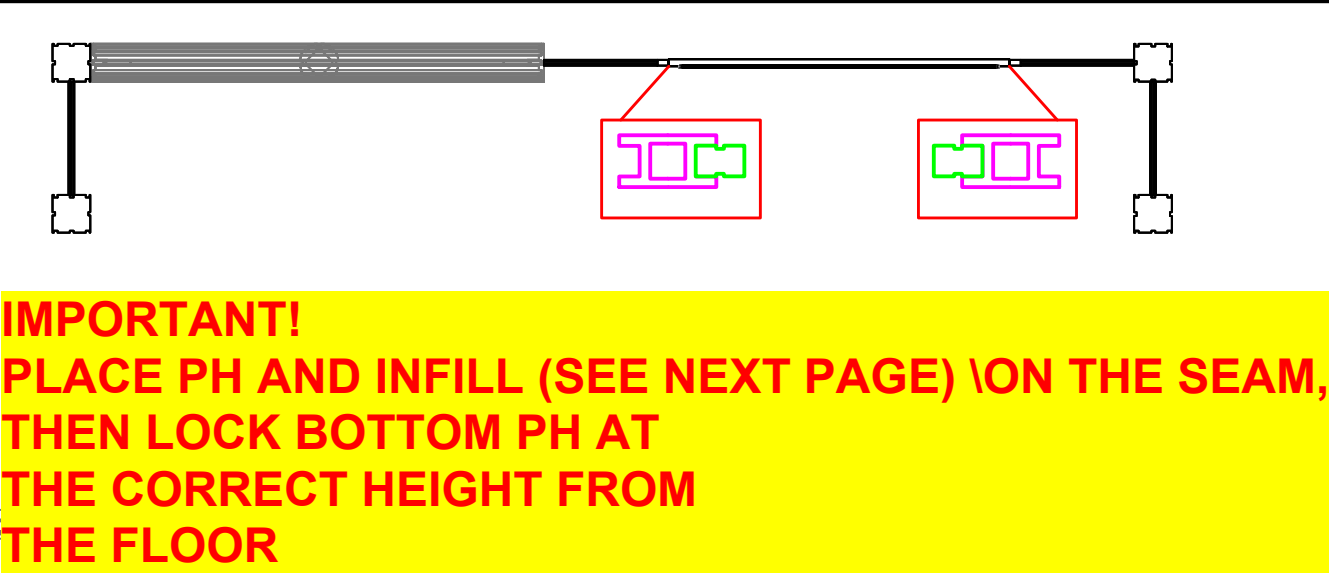 IMPORTANT!
PLACE PH AND INFILL (SEE NEXT PAGE) \ON THE SEAM,
THEN LOCK BOTTOM PH AT
THE CORRECT HEIGHT FROM
THE FLOOR